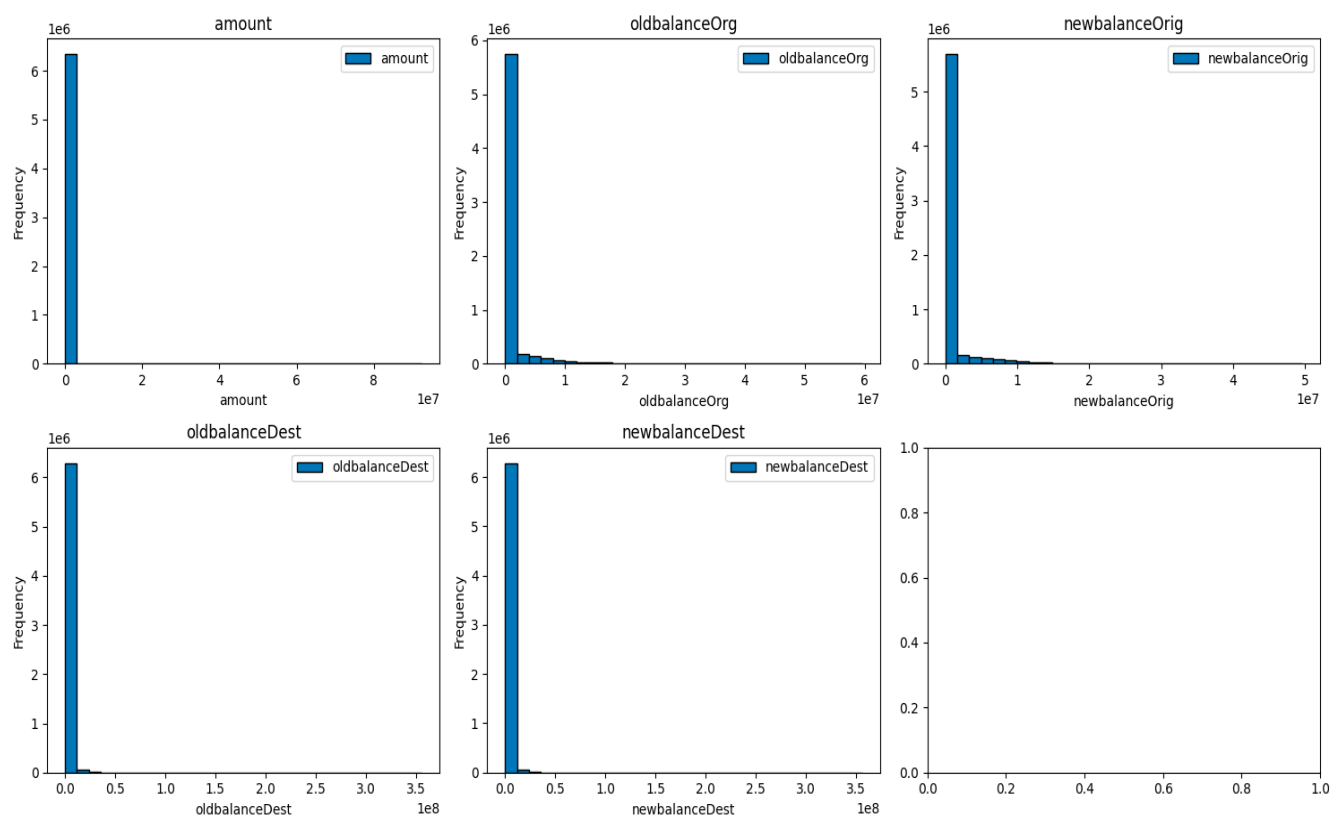 amount
1e6
amount
Frequency
6
5
4
3
2
1
0
0 2 4 6 8
1e7
amount
oldbalanceOrg
1e6
oldbalanceOrg
Frequency
6
5
4
3
2
1
0
0 1 2 3 4 5 6
1e7
oldbalanceOrg
newbalanceOrig
1e6
newbalanceOrig
Frequency
5
4
3
2
1
0
0 1 2 3 4 5
1e7
newbalanceOrig
oldbalanceDest
1e6
oldbalanceDest
Frequency
6
5
4
3
2
1
0
0.0 0.5 1.0 1.5 2.0 2.5 3.0 3.5
1e8
oldbalanceDest
newbalanceDest
1e6
newbalanceDest
Frequency
6
5
4
3
2
1
0
0.0 0.5 1.0 1.5 2.0 2.5 3.0 3.5
1e8
newbalanceDest
1.0
0.8
0.6
0.4
0.2
0.0
0.0 0.2 0.4 0.6 0.8 1.0